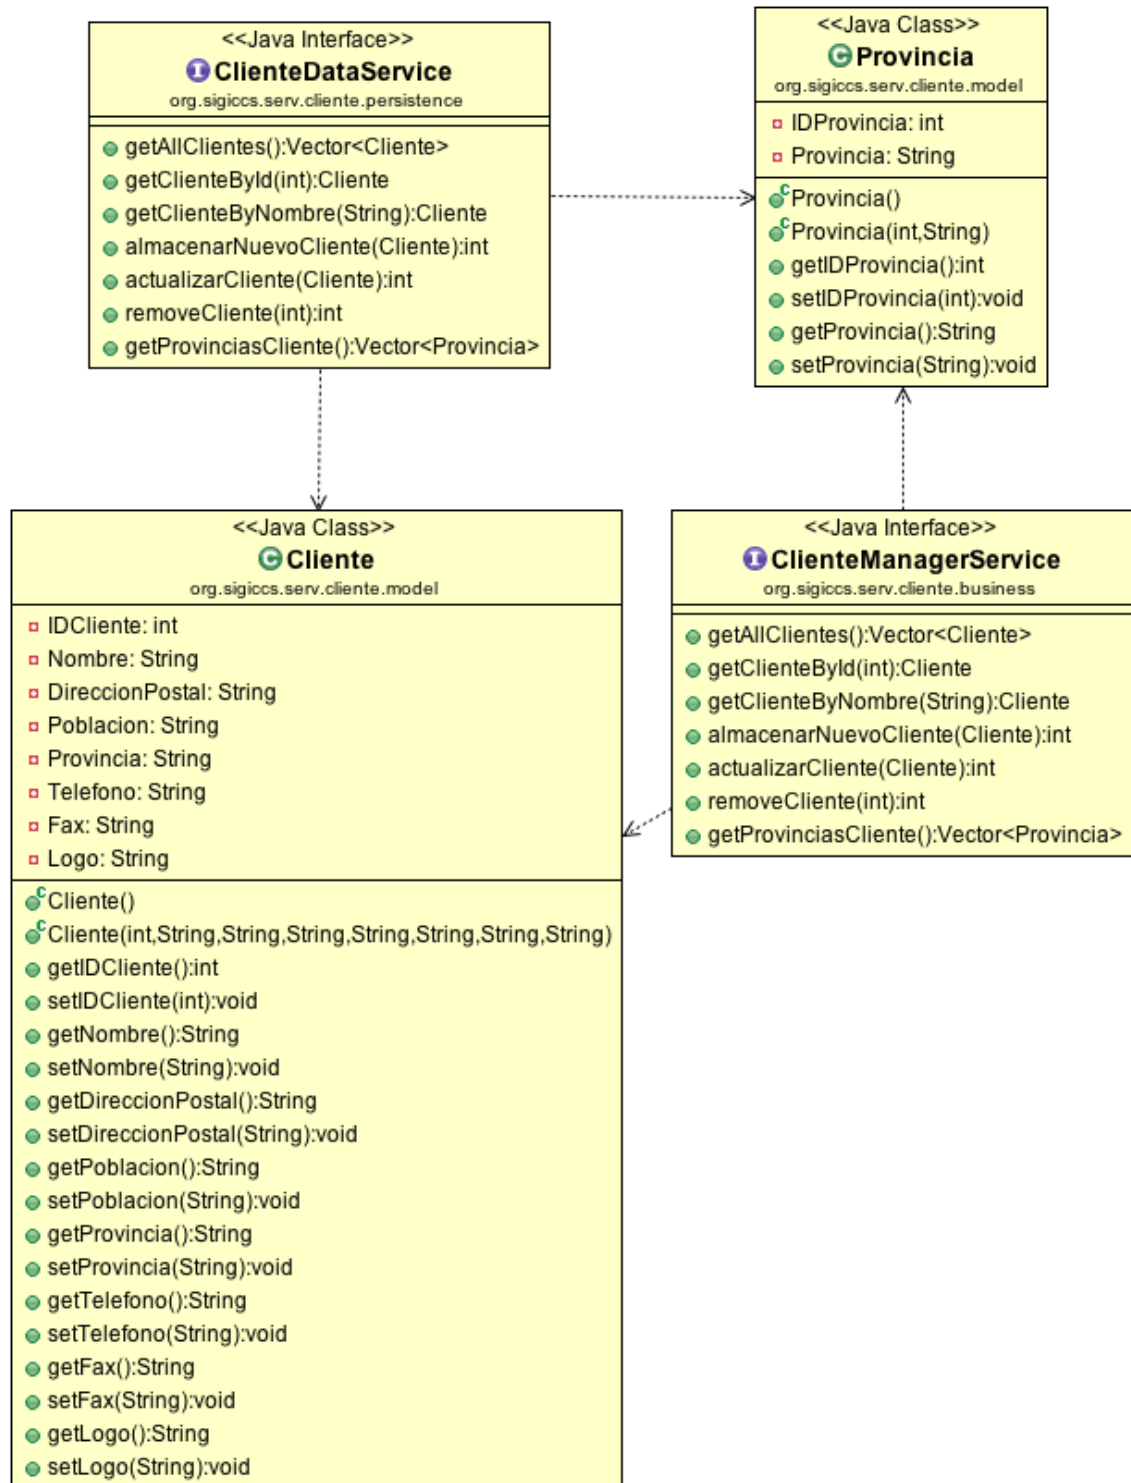 <<Java Interface>>
ClienteDataService
org.sigiccs.serv.cliente.persistence
getAllClientes():Vector<Cliente>
getClienteById(int):Cliente
getClienteByNombre(String):Cliente
almacenarNuevoCliente(Cliente):int
actualizarCliente(Cliente):int
removeCliente(int):int
getProvinciasCliente():Vector<Provincia>
<<Java Class>>
Provincia
org.sigiccs.serv.cliente.model
IDProvincia: int
Provincia: String
Provincia()
Provincia(int,String)
getIDProvincia():int
setIDProvincia(int):void
getProvincia():String
setProvincia(String):void
<<Java Class>>
Cliente
org.sigiccs.serv.cliente.model
IDCliente: int
Nombre: String
DireccionPostal: String
Poblacion: String
Provincia: String
Telefono: String
Fax: String
Logo: String
Cliente()
Cliente(int,String,String,String,String,String,String,String)
getIDCliente():int
setIDCliente(int):void
getNombre():String
setNombre(String):void
getDireccionPostal():String
setDireccionPostal(String):void
getPoblacion():String
setPoblacion(String):void
getProvincia():String
setProvincia(String):void
getTelefono():String
setTelefono(String):void
getFax():String
setFax(String):void
getLogo():String
setLogo(String):void
<<Java Interface>>
ClienteManagerService
org.sigiccs.serv.cliente.business
getAllClientes():Vector<Cliente>
getClienteById(int):Cliente
getClienteByNombre(String):Cliente
almacenarNuevoCliente(Cliente):int
actualizarCliente(Cliente):int
removeCliente(int):int
getProvinciasCliente():Vector<Provincia>